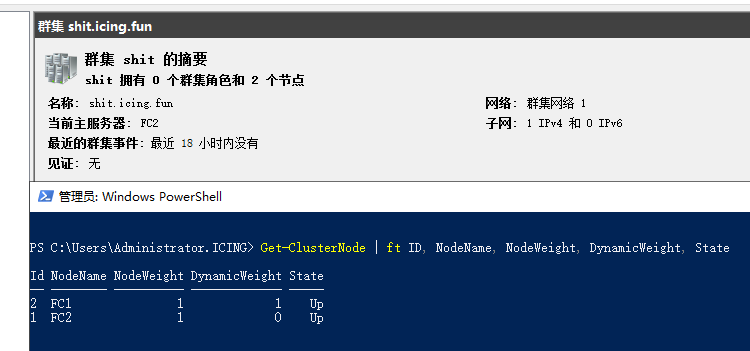 群集 shit.icing.fun
群集 shit 的摘要
shit 拥有 0 个群集角色和 2 个节点
名称: shit.icing.fun
网络: 群集网络 1
当前主服务器: FC2
子网: 1 IPv4 和 0 IPv6
最近的群集事件: 最近 18 小时内没有
见证: 无
管理员: Windows PowerShell
PS C:\Users\Administrator.ICING> Get-ClusterNode | ft ID, NodeName, NodeWeight, DynamicWeight, State
Id NodeName NodeWeight DynamicWeight State
-- -------- ---------- ------------- -----
2 FC1 1 1 Up
1 FC2 1 0 Up